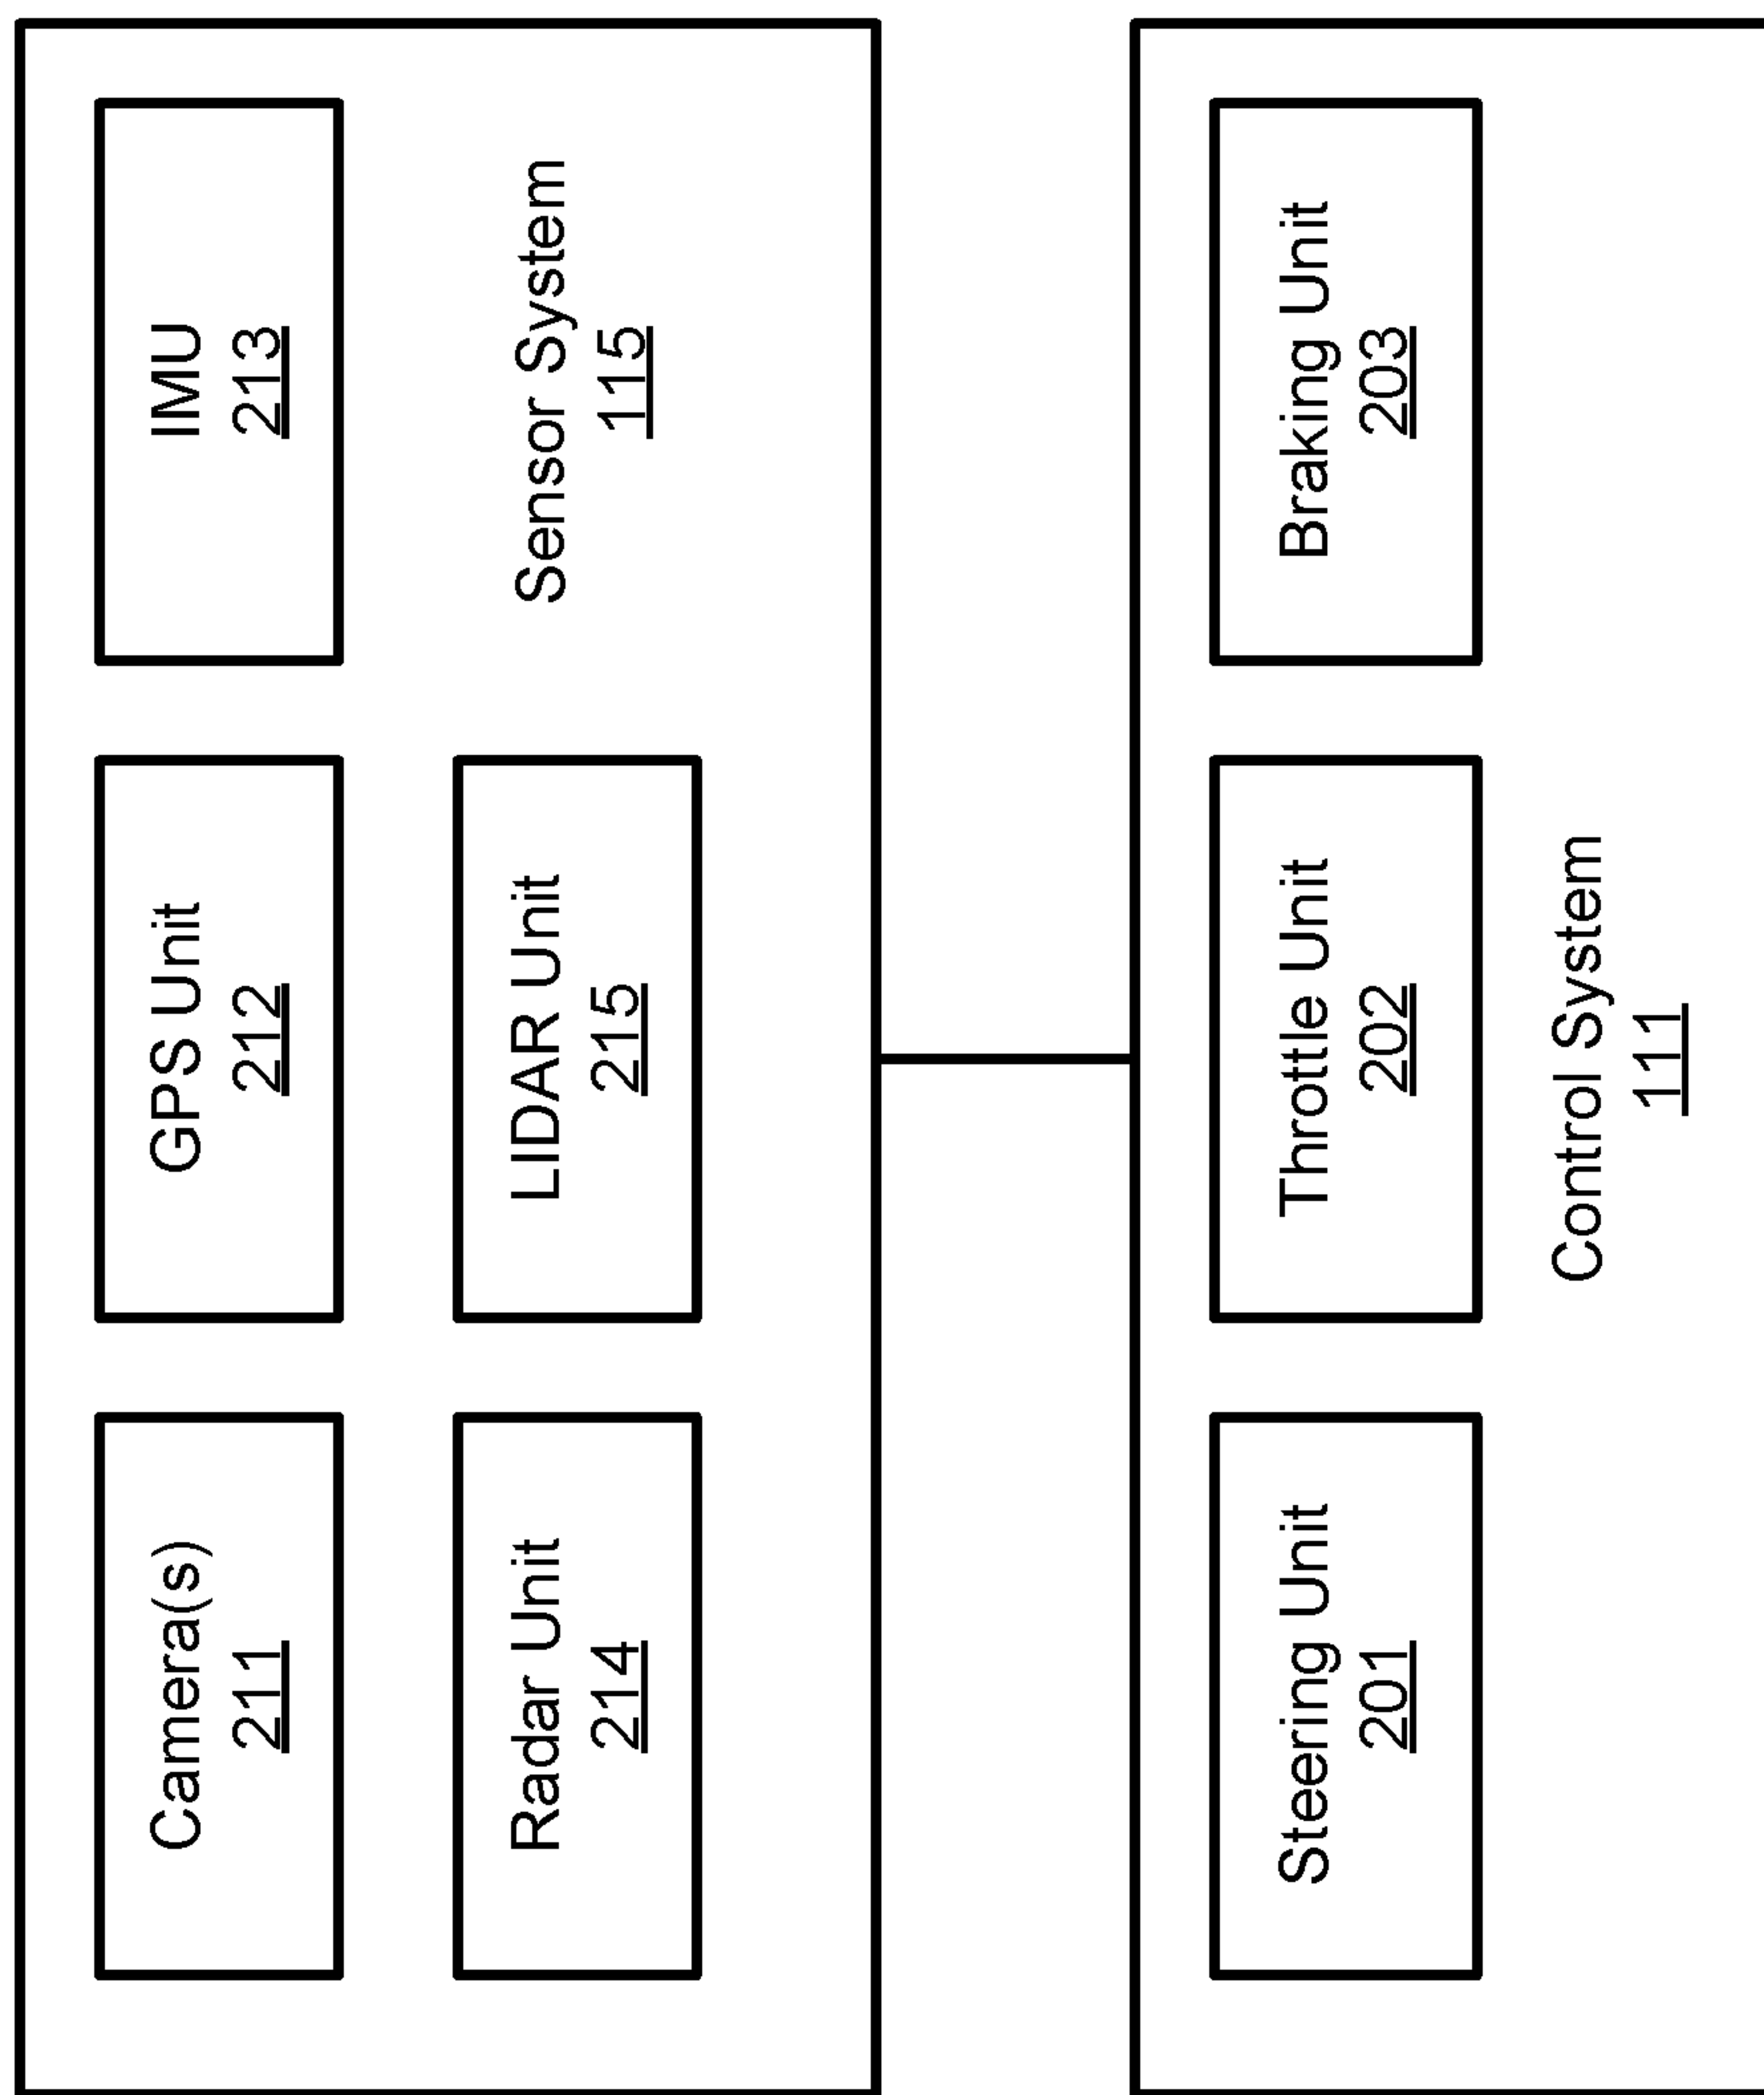 Camera(s)
211
GPS Unit
212
IMU
213
Radar Unit
214
LIDAR Unit
215
Sensor System
115
Steering Unit
201
Throttle Unit
202
Braking Unit
203
Control System
111